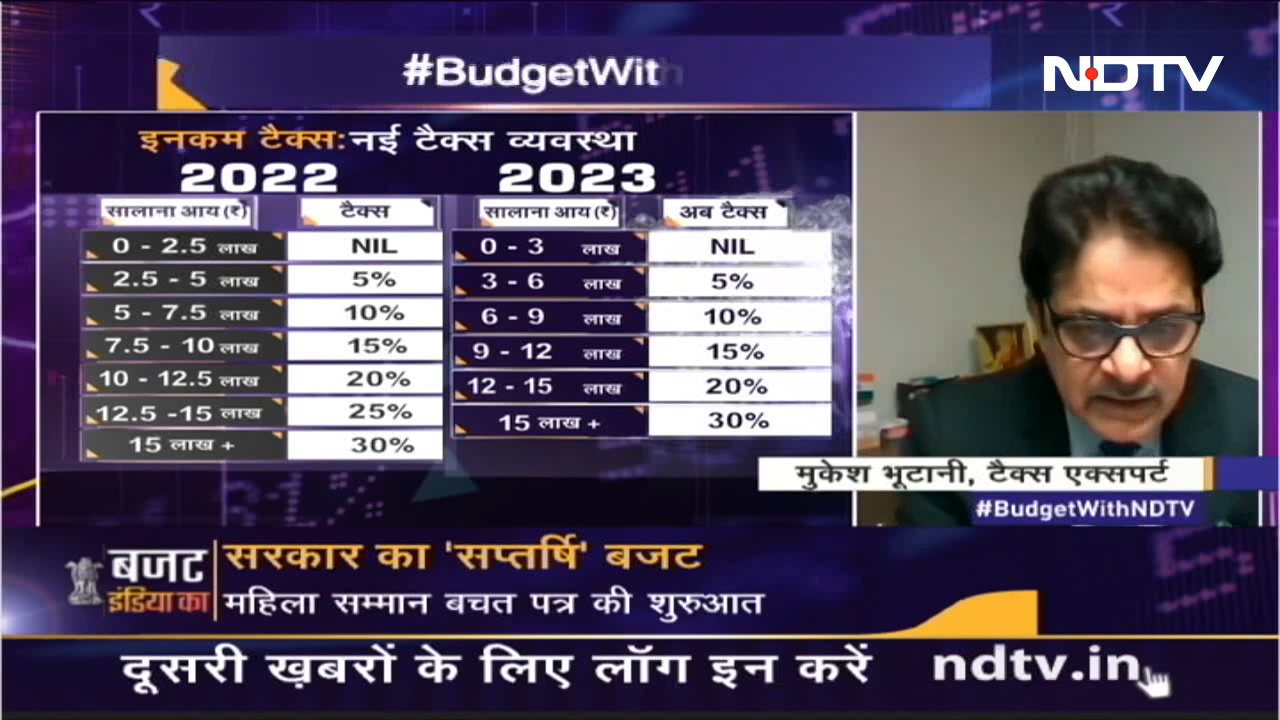 #BudgetWith
NDTV
इनकम टैक्स: नई टैक्स व्यवस्था
2022 2023
सालाना आय (₹) टैक्स सालाना आय (₹) अब टैक्स
0 - 2.5 लाख NIL 0 - 3 लाख NIL
2.5 - 5 लाख 5% 3 - 6 लाख 5%
5 - 7.5 लाख 10% 6 - 9 लाख 10%
7.5 - 10 लाख 15% 9 - 12 लाख 15%
10 - 12.5 लाख 20% 12 - 15 लाख 20%
12.5 -15 लाख 25% 15 लाख + 30%
15 लाख + 30%
मुकेश भूटानी, टैक्स एक्सपर्ट
#BudgetWithNDTV
बजट
इंडिया का
सरकार का 'सप्तर्षि' बजट
महिला सम्मान बचत पत्र की शुरुआत
दूसरी ख़बरों के लिए लॉग इन करें ndtv.in